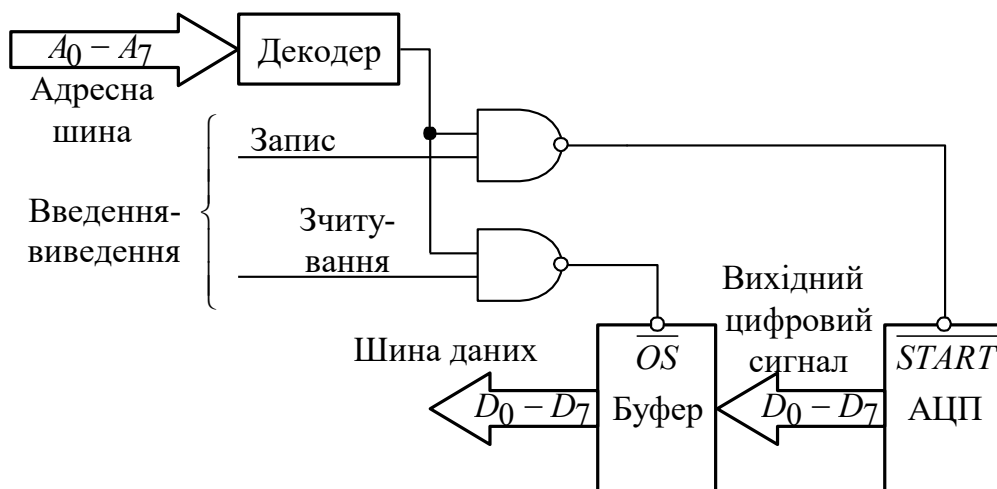 A0 – A7
Декодер
Адресна
шина
Запис
Введення-
виведення
Зчиту-
вання
Вихідний
цифровий
сигнал
Шина даних
OS
START
D0 – D7
Буфер
D0 – D7
АЦП